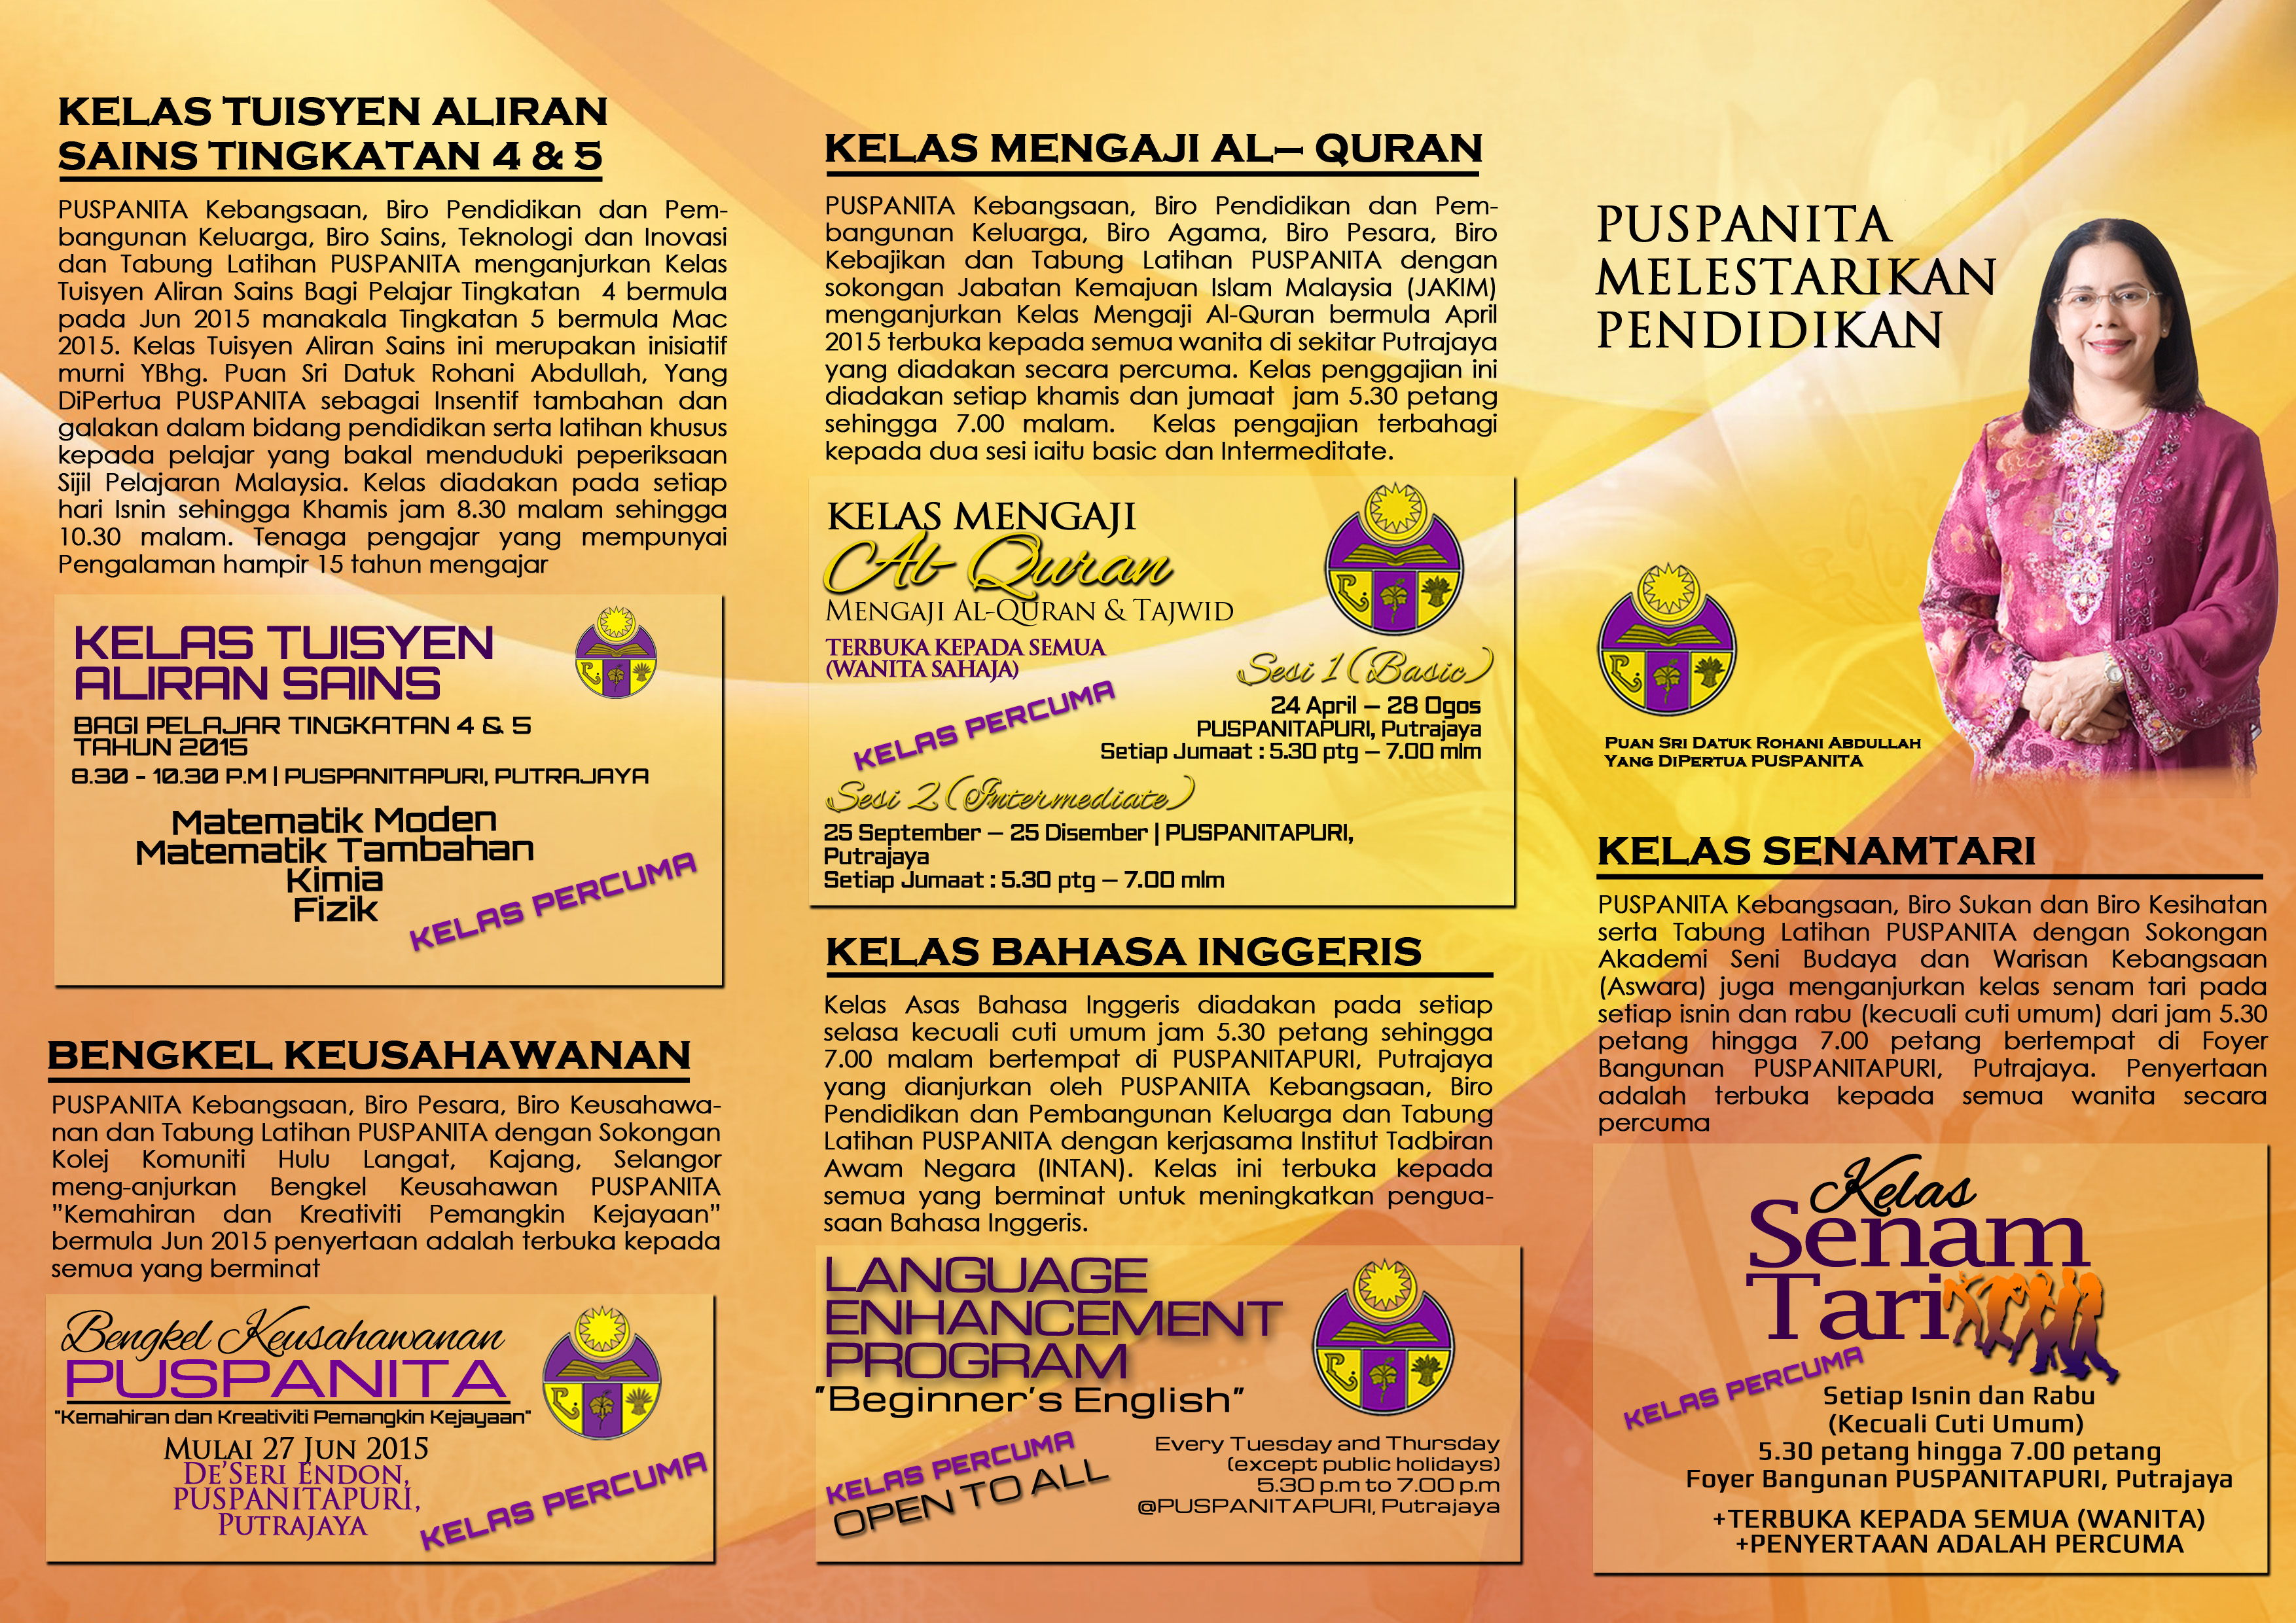 KELAS TUISYEN ALIRAN
SAINS TINGKATAN 4 & 5
PUSPANITA Kebangsaan, Biro Pendidikan dan Pem-
bangunan Keluarga, Biro Sains, Teknologi dan Inovasi
dan Tabung Latihan PUSPANITA menganjurkan Kelas
Tuisyen Aliran Sains Bagi Pelajar Tingkatan 4 bermula
pada Jun 2015 manakala Tingkatan 5 bermula Mac
2015. Kelas Tuisyen Aliran Sains ini merupakan inisiatif
murni YBhg. Puan Sri Datuk Rohani Abdullah, Yang
DiPertua PUSPANITA sebagai Insentif tambahan dan
galakan dalam bidang pendidikan serta latihan khusus
kepada pelajar yang bakal menduduki peperiksaan
Sijil Pelajaran Malaysia. Kelas diadakan pada setiap
hari Isnin sehingga Khamis jam 8.30 malam sehingga
10.30 malam. Tenaga pengajar yang mempunyai
Pengalaman hampir 15 tahun mengajar
KELAS TUISYEN
ALIRAN SAINS
BAGI PELAJAR TINGKATAN 4 & 5
TAHUN 2015
8.30 - 10.30 P.M | PUSPANITAPURI, PUTRAJAYA
Matematik Moden
Matematik Tambahan
Kimia
Fizik
KELAS PERCUMA
BENGKEL KEUSAHAWANAN
PUSPANITA Kebangsaan, Biro Pesara, Biro Keusahawa-
nan dan Tabung Latihan PUSPANITA dengan Sokongan
Kolej Komuniti Hulu Langat, Kajang, Selangor
meng-anjurkan Bengkel Keusahawan PUSPANITA
"Kemahiran dan Kreativiti Pemangkin Kejayaan"
bermula Jun 2015 penyertaan adalah terbuka kepada
semua yang berminat
Bengkel Keusahawanan
PUSPANITA
"Kemahiran dan Kreativiti Pemangkin Kejayaan"
MULAI 27 JUN 2015
DE'SERI ENDON,
PUSPANITAPURI,
PUTRAJAYA
KELAS PERCUMA
KELAS MENGAJI AL– QURAN
PUSPANITA Kebangsaan, Biro Pendidikan dan Pem-
bangunan Keluarga, Biro Agama, Biro Pesara, Biro
Kebajikan dan Tabung Latihan PUSPANITA dengan
sokongan Jabatan Kemajuan Islam Malaysia (JAKIM)
menganjurkan Kelas Mengaji Al-Quran bermula April
2015 terbuka kepada semua wanita di sekitar Putrajaya
yang diadakan secara percuma. Kelas penggajian ini
diadakan setiap khamis dan jumaat jam 5.30 petang
sehingga 7.00 malam. Kelas pengajian terbahagi
kepada dua sesi iaitu basic dan Intermeditate.
KELAS MENGAJI
Al- Quran
MENGAJI AL-QURAN & TAJWID
TERBUKA KEPADA SEMUA
(WANITA SAHAJA)
KELAS PERCUMA
Sesi 1 (Basic)
24 April – 28 Ogos
PUSPANITAPURI, Putrajaya
Setiap Jumaat : 5.30 ptg – 7.00 mlm
Sesi 2 (Intermediate)
25 September – 25 Disember | PUSPANITAPURI,
Putrajaya
Setiap Jumaat : 5.30 ptg – 7.00 mlm
KELAS BAHASA INGGERIS
Kelas Asas Bahasa Inggeris diadakan pada setiap
selasa kecuali cuti umum jam 5.30 petang sehingga
7.00 malam bertempat di PUSPANITAPURI, Putrajaya
yang dianjurkan oleh PUSPANITA Kebangsaan, Biro
Pendidikan dan Pembangunan Keluarga dan Tabung
Latihan PUSPANITA dengan kerjasama Institut Tadbiran
Awam Negara (INTAN). Kelas ini terbuka kepada
semua yang berminat untuk meningkatkan pengua-
saan Bahasa Inggeris.
LANGUAGE
ENHANCEMENT
PROGRAM
"Beginner's English"
KELAS PERCUMA
OPEN TO ALL
Every Tuesday and Thursday
(except public holidays)
5.30 p.m to 7.00 p.m
@PUSPANITAPURI, Putrajaya
PUSPANITA
MELESTARIKAN
PENDIDIKAN
PUAN SRI DATUK ROHANI ABDULLAH
YANG DIPERTUA PUSPANITA
KELAS SENAMTARI
PUSPANITA Kebangsaan, Biro Sukan dan Biro Kesihatan
serta Tabung Latihan PUSPANITA dengan Sokongan
Akademi Seni Budaya dan Warisan Kebangsaan
(Aswara) juga menganjurkan kelas senam tari pada
setiap isnin dan rabu (kecuali cuti umum) dari jam 5.30
petang hingga 7.00 petang bertempat di Foyer
Bangunan PUSPANITAPURI, Putrajaya. Penyertaan
adalah terbuka kepada semua wanita secara
percuma
Kelas
Senam
Tari
KELAS PERCUMA
Setiap Isnin dan Rabu
(Kecuali Cuti Umum)
5.30 petang hingga 7.00 petang
Foyer Bangunan PUSPANITAPURI, Putrajaya
+TERBUKA KEPADA SEMUA (WANITA)
+PENYERTAAN ADALAH PERCUMA